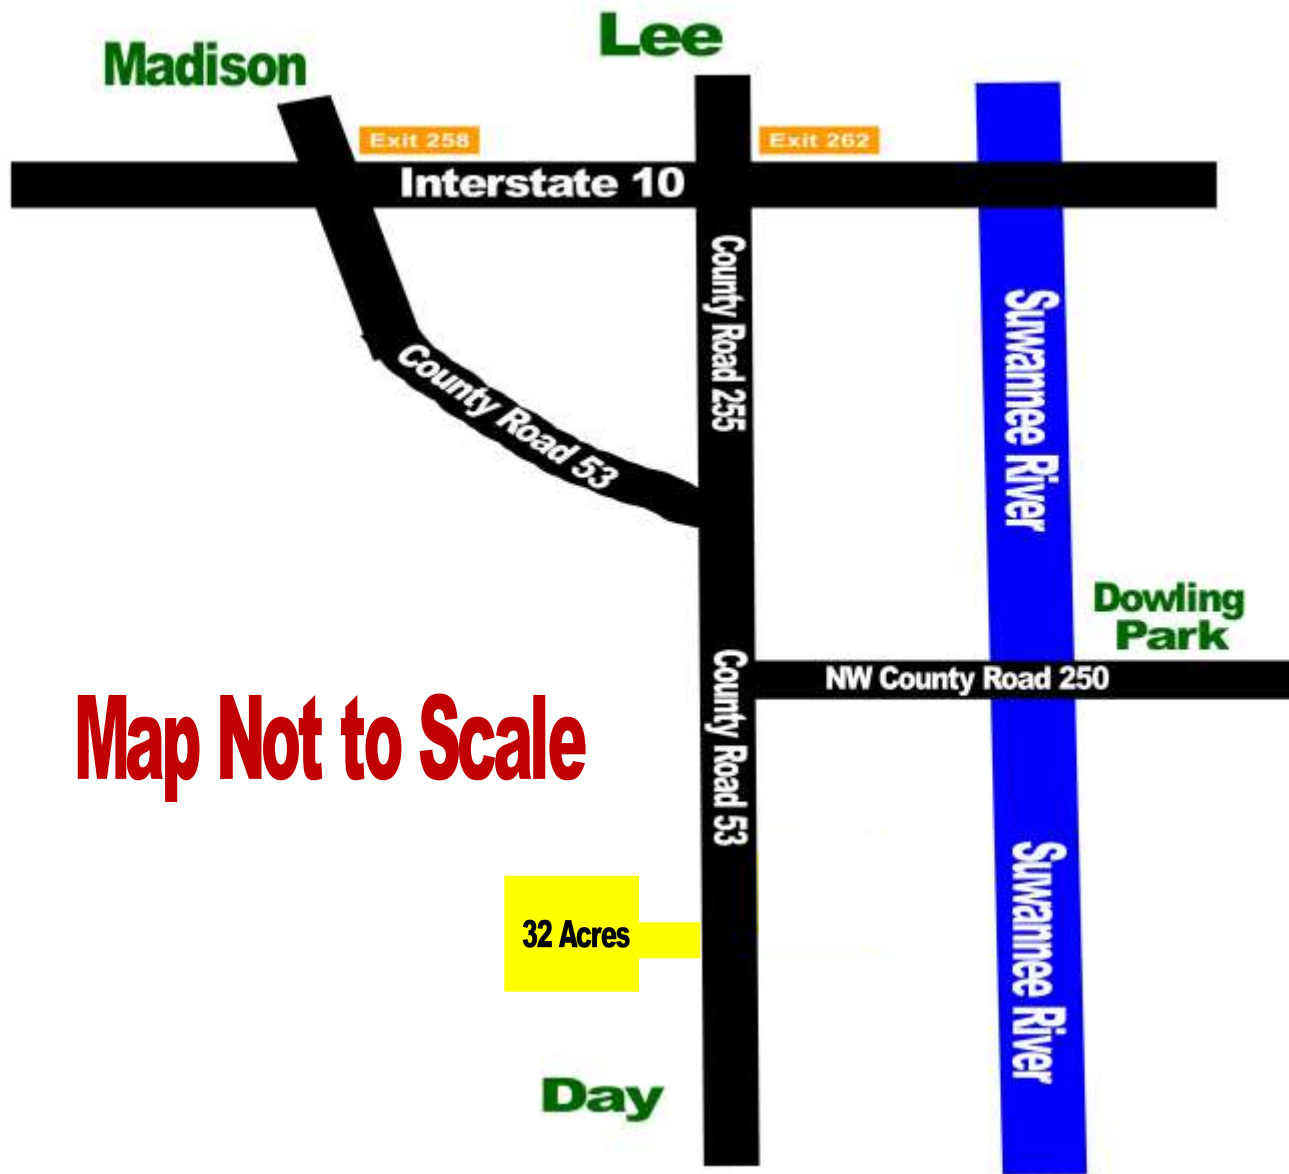 Lee
Madison
Exit 258
Exit 262
Interstate 10
County Road 255
Suwannee River
County Road 53
Dowling
Park
NW County Road 250
County Road 53
Map Not to Scale
Suwannee River
32 Acres
Day